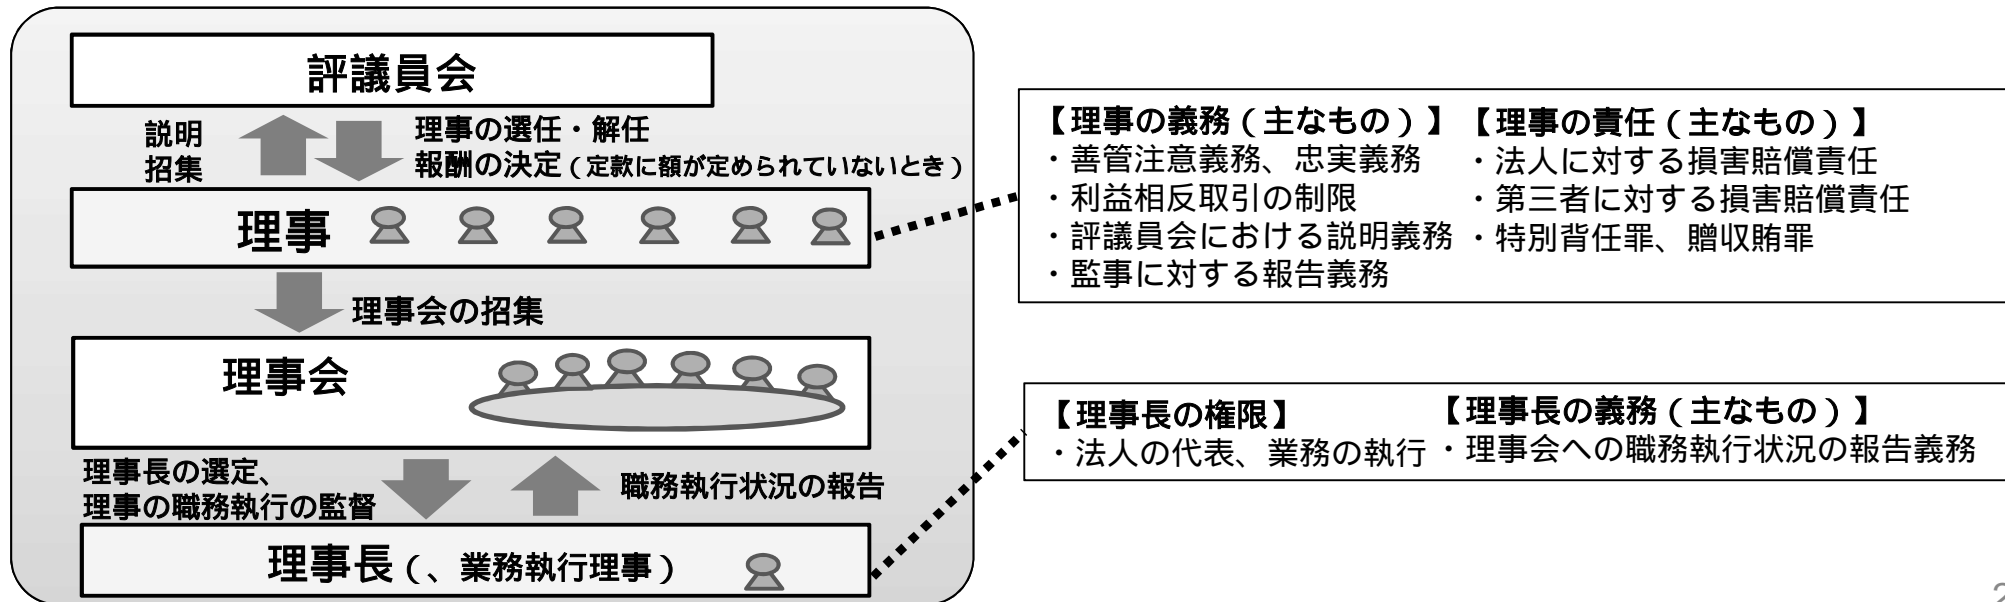 評議員会
説明
招集
理事の選任・解任
報酬の決定（定款に額が定められていないとき）
理事
理事会の招集
理事会
理事長の選定、
理事の職務執行の監督
職務執行状況の報告
理事長（、業務執行理事）
【理事の義務（主なもの）】
・善管注意義務、忠実義務
・利益相反取引の制限
・評議員会における説明義務
・監事に対する報告義務
【理事の責任（主なもの）】
・法人に対する損害賠償責任
・第三者に対する損害賠償責任
・特別背任罪、贈収賄罪
【理事長の権限】
・法人の代表、業務の執行
【理事長の義務（主なもの）】
・理事会への職務執行状況の報告義務